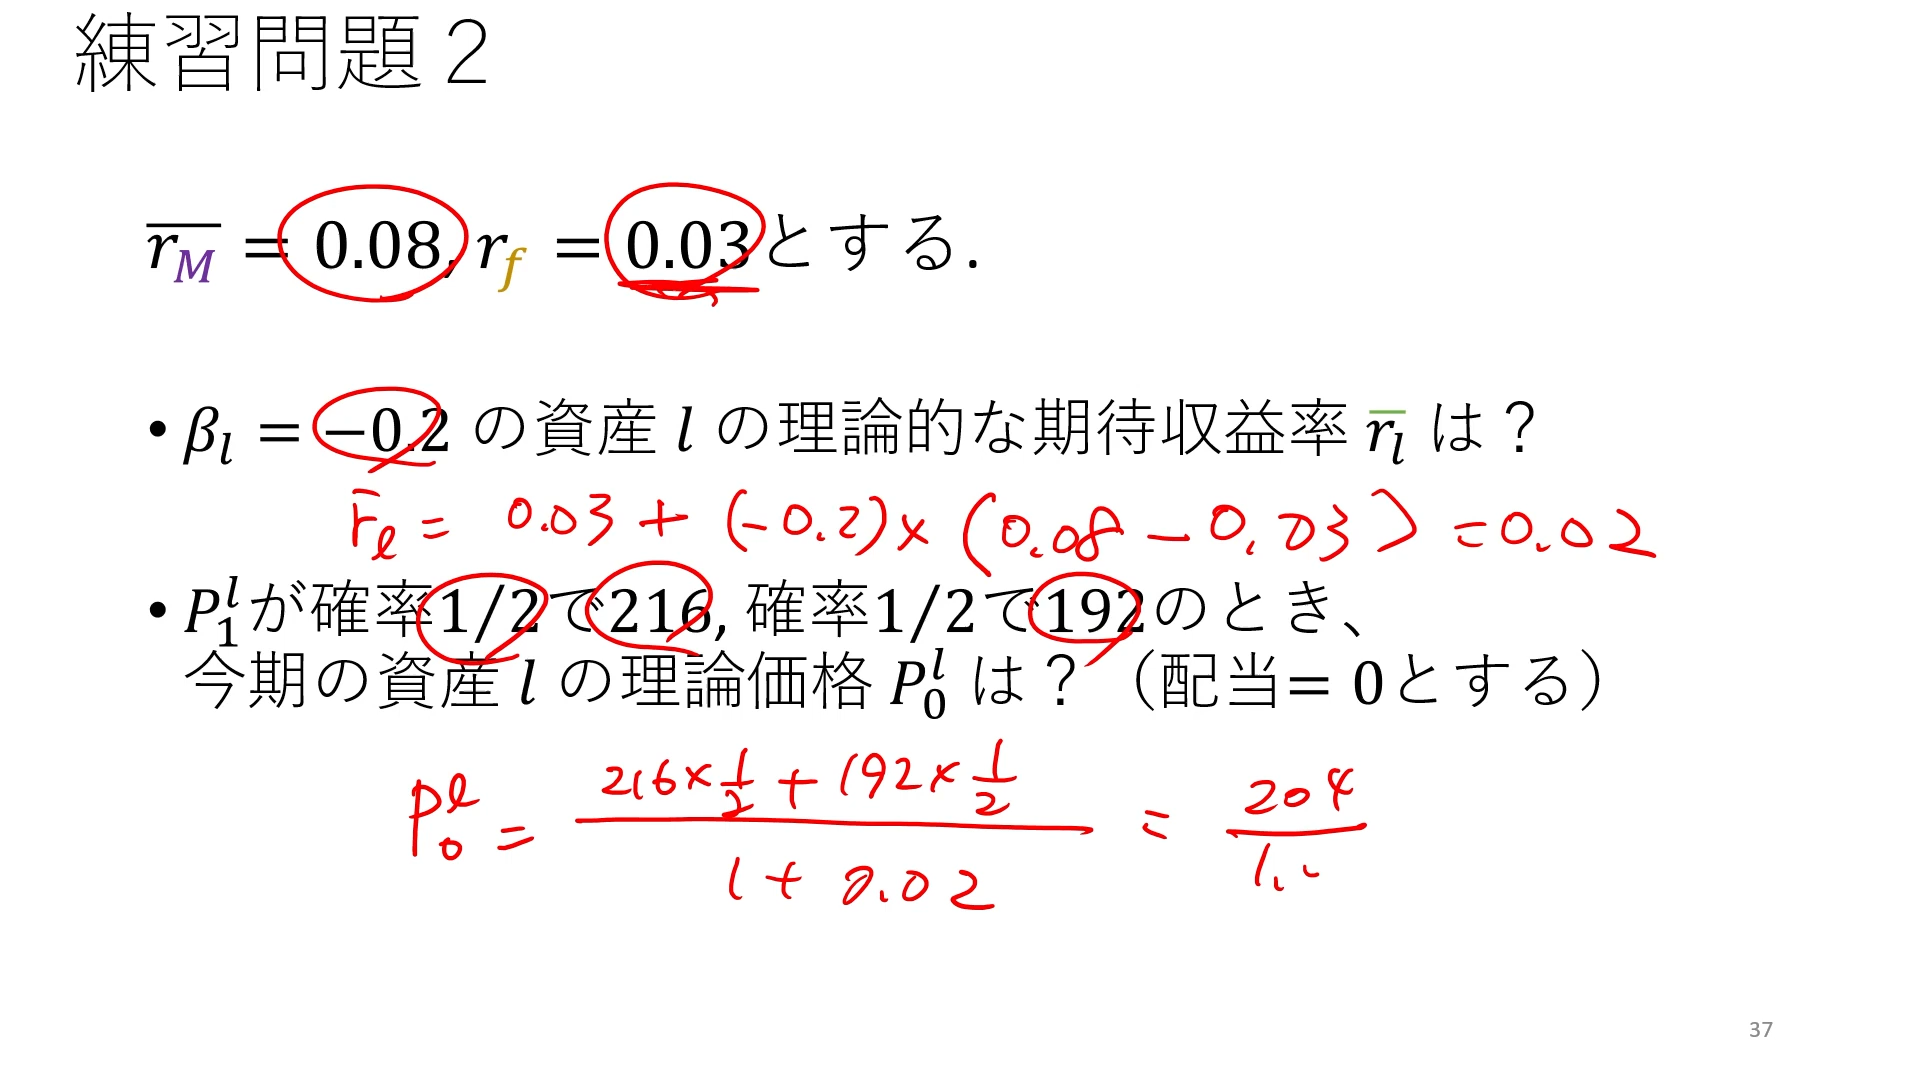 練習問題２
r_M = 0.08, r_f = 0.03とする.
• β_l = −0.2 の資産 l の理論的な期待収益率 r_l は？
r_l = 0.03 + (-0.2) × (0.08 - 0.03) = 0.02
• P_1^l が確率1/2で216, 確率1/2で192のとき、
今期の資産 l の理論価格 P_0^l は？（配当= 0とする）
P_0^l = (216×1/2 + 192×1/2) / (1 + 0.02) = 204 / 1.
37